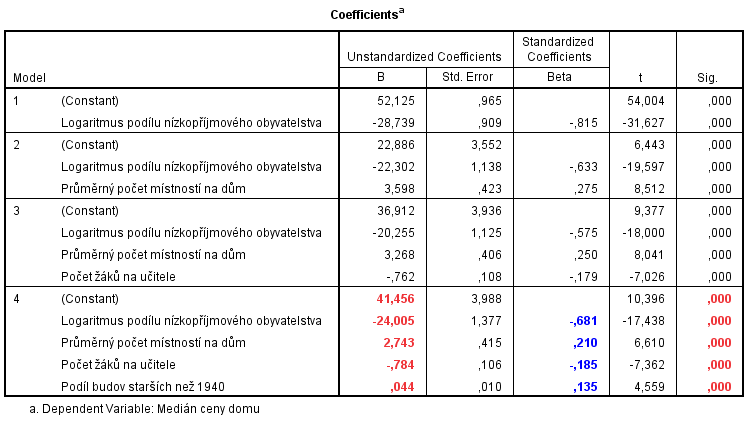 Coefficientsa
Unstandardized Coefficients Standardized Coefficients
Model B Std. Error Beta t Sig.
1 (Constant) 52,125 ,965 54,004 ,000
Logaritmus podílu nízkopříjmového obyvatelstva -28,739 ,909 -,815 -31,627 ,000
2 (Constant) 22,886 3,552 6,443 ,000
Logaritmus podílu nízkopříjmového obyvatelstva -22,302 1,138 -,633 -19,597 ,000
Průměrný počet místností na dům 3,598 ,423 ,275 8,512 ,000
3 (Constant) 36,912 3,936 9,377 ,000
Logaritmus podílu nízkopříjmového obyvatelstva -20,255 1,125 -,575 -18,000 ,000
Průměrný počet místností na dům 3,268 ,406 ,250 8,041 ,000
Počet žáků na učitele -,762 ,108 -,179 -7,026 ,000
4 (Constant) 41,456 3,988 10,396 ,000
Logaritmus podílu nízkopříjmového obyvatelstva -24,005 1,377 -,681 -17,438 ,000
Průměrný počet místností na dům 2,743 ,415 ,210 6,610 ,000
Počet žáků na učitele -,784 ,106 -,185 -7,362 ,000
Podíl budov starších než 1940 ,044 ,010 ,135 4,559 ,000
a. Dependent Variable: Medián ceny domu